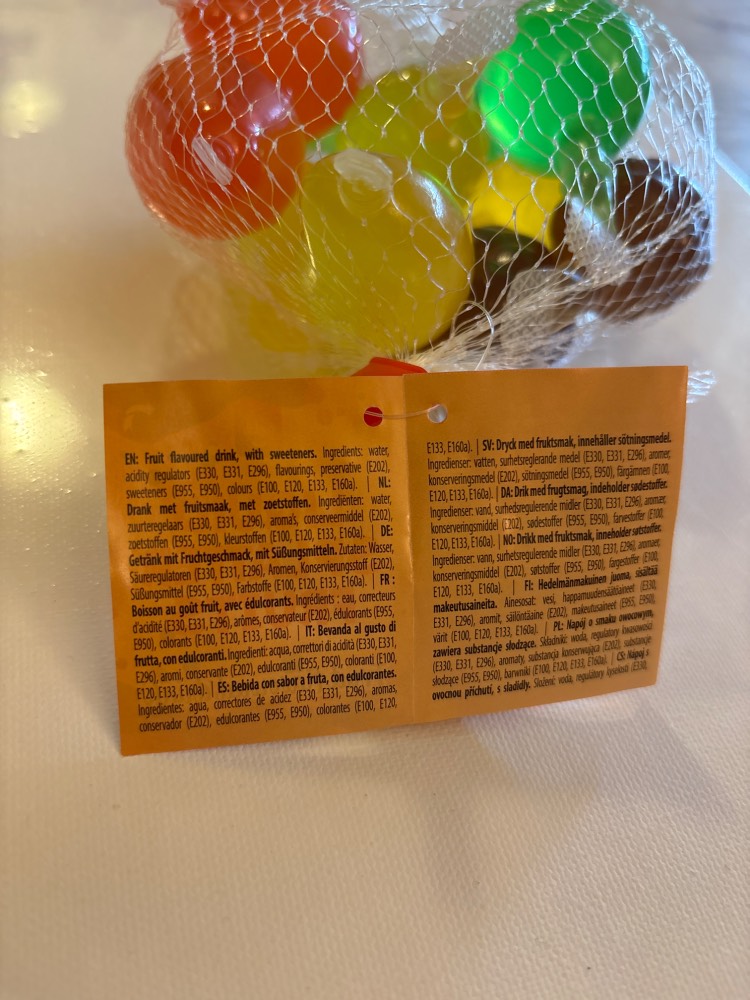 EN: Fruit flavoured drink, with sweeteners. Ingredients: water,
acidity regulators (E330, E331, E296), flavourings, preservative (E202),
sweeteners (E955, E950), colours (E100, E120, E133, E160a). | NL:
Drank met fruitsmaak, met zoetstoffen. Ingrediënten: water,
zuurteregelaars (E330, E31, E296), aroma's, conserveermiddel (E202),
zoetstoffen (E955, E950), kleurstoffen (E100, E120, E133, E160a). | DE:
Getränk mit Fruchtgeschmack, mit Süßungsmitteln. Zutaten: Wasser,
Säureregulatoren (E330, E331, E296), Aromen, Konservierungsstoff (E202),
Süßungsmittel (E955, E950), Farbstoffe (E100, E120, E133, E160a). | FR :
Boisson au goût fruit, avec édulcorants. Ingrédients : eau, correcteurs
d'acidité (E330, E331, E296), arômes, conservateur (E202), édulcorants (E955,
E950), colorants (E100, E120, E133, E160a). | IT: Bevanda al gusto di
frutta, con edulcoranti. Ingredienti: acqua, correttori di acidità (E330, E331,
E296), aromi, conservante (E202), edulcoranti (E955, E950), coloranti (E100,
E120, E133, E160a). | ES: Bebida con sabor a fruta, con edulcorantes.
Ingredientes: agua, correctores de acidez (E330, E331, E296), aromas,
conservador (E202), edulcorantes (E955, E950), colorantes (E100, E120,
E133, E160a). | SV: Dryck med fruktsmak, innehåller sötningsmedel.
Ingredienser: vatten, surhetsreglerande medel (E330, E331, E296), aromer,
konserveringsmedel (E202), sötningsmedel (E955, E950), färgämnen (E100,
E120, E133, E160a). | DA: Drik med frugtsmag, indeholder sødestoffer.
Ingredienser: vand, surhedsregulerende midler (E330, E331, E296), aromaer,
konserveringsmiddel (E202), sødestoffer (E955, E950), farvestoffer (E100,
E120, E133, E160a). | NO: Drikk med fruktsmak, inneholder søtstoffer.
Ingredienser: vann, surhetsregulerende midler (E330, E331, E296), aromaer,
konserveringsmiddel (E202), søtstoffer (E955, E950), fargestoffer (E100,
E120, E133, E160a). | FI: Hedelmänmakuinen juoma, sisältää
makeutusaineita. Ainesosat: vesi, happamuudensäätöaineet (E330,
E331, E296), aromit, säilöntäaine (E202), makeutusaineet (E955, E950),
värit (E100, E120, E133, E160a). | PL: Napój o smaku owocowym,
zawiera substancje słodzące. Składniki: woda, regulatory kwasowości
(E330, E331, E296), aromaty, substancja konserwująca (E202), substancje
słodzące (E955, E950), barwniki (E100, E120, E133, E160a). | CS: Nápoj s
ovocnou příchutí, s sladidly. Složení: voda, regulátory kyselosti (E330,